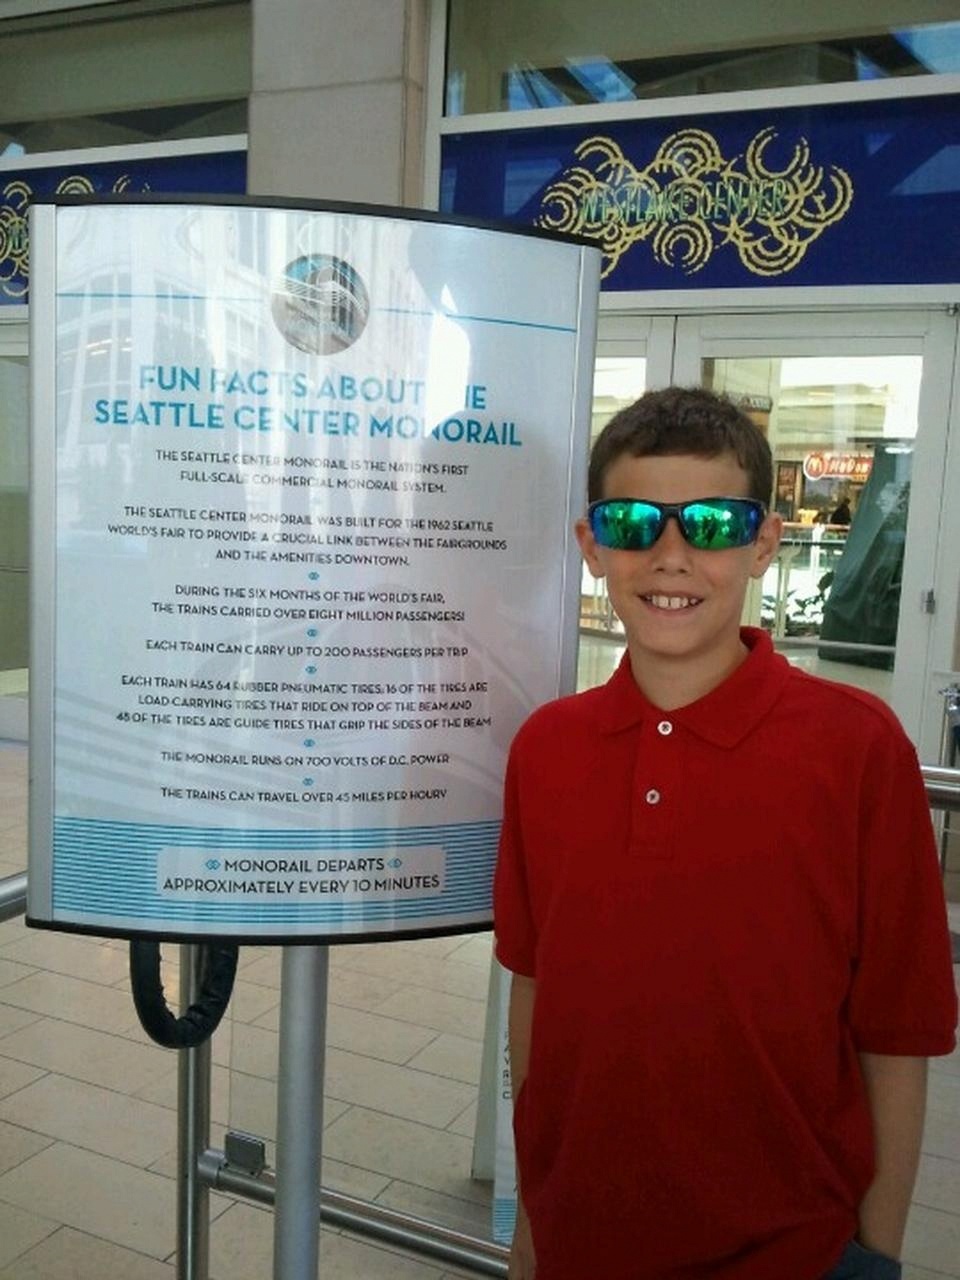 WESTLAKE CENTER
FUN FACTS ABOUT THE
SEATTLE CENTER MONORAIL
THE SEATTLE CENTER MONORAIL IS THE NATION'S FIRST
FULL-SCALE COMMERCIAL MONORAIL SYSTEM.
THE SEATTLE CENTER MONORAIL WAS BUILT FOR THE 1962 SEATTLE
WORLD'S FAIR TO PROVIDE A CRUCIAL LINK BETWEEN THE FAIRGROUNDS
AND THE AMENITIES DOWNTOWN.
DURING THE SIX MONTHS OF THE WORLD'S FAIR,
THE TRAINS CARRIED OVER EIGHT MILLION PASSENGERS!
EACH TRAIN CAN CARRY UP TO 200 PASSENGERS PER TRIP
EACH TRAIN HAS 64 RUBBER PNEUMATIC TIRES; 16 OF THE TIRES ARE
LOAD-CARRYING TIRES THAT RIDE ON TOP OF THE BEAM AND
48 OF THE TIRES ARE GUIDE TIRES THAT GRIP THE SIDES OF THE BEAM
THE MONORAIL RUNS ON 700 VOLTS OF D.C. POWER
THE TRAINS CAN TRAVEL OVER 45 MILES PER HOURV
MONORAIL DEPARTS
APPROXIMATELY EVERY 10 MINUTES